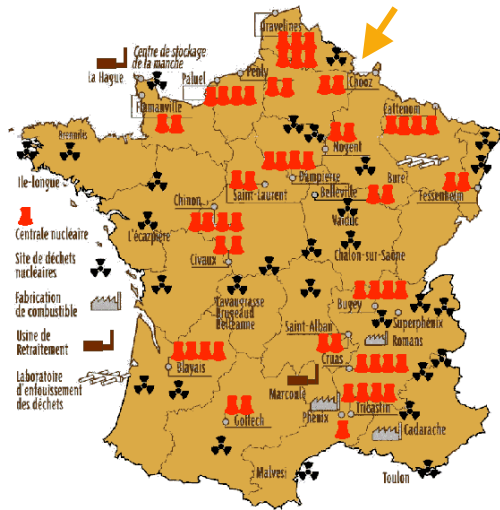 Gravelines
Centre de stockage
de la manche
La Hague
Paluel
Penly
Chooz
Flamanville
Cattenom
Brennilis
Nogent
Ile-longue
Dampierre
Bure
Saint-Laurent
Belleville
Fessenheim
Chinon
Centrale nucléaire
L'écarpière
Valduc
Civaux
Chalon-sur-Saône
Site de déchets
nucléaires
Lavaugrasse
Brugeaud
Bellezanne
Bugey
Fabrication
de combustible
Superphénix
Saint-Alban
Romans
Usine de
Retraitement
Blayais
Cruas
Laboratoire
d'enfouissement
des déchets
Marcoule
Phénix
Tricastin
Golfech
Cadarache
Malvesi
Toulon